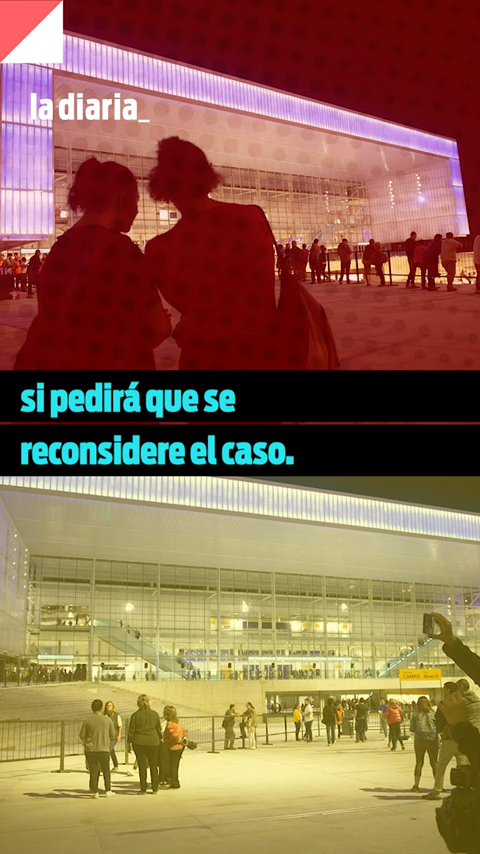 la diaria_
si pedirá que se
reconsidere el caso.